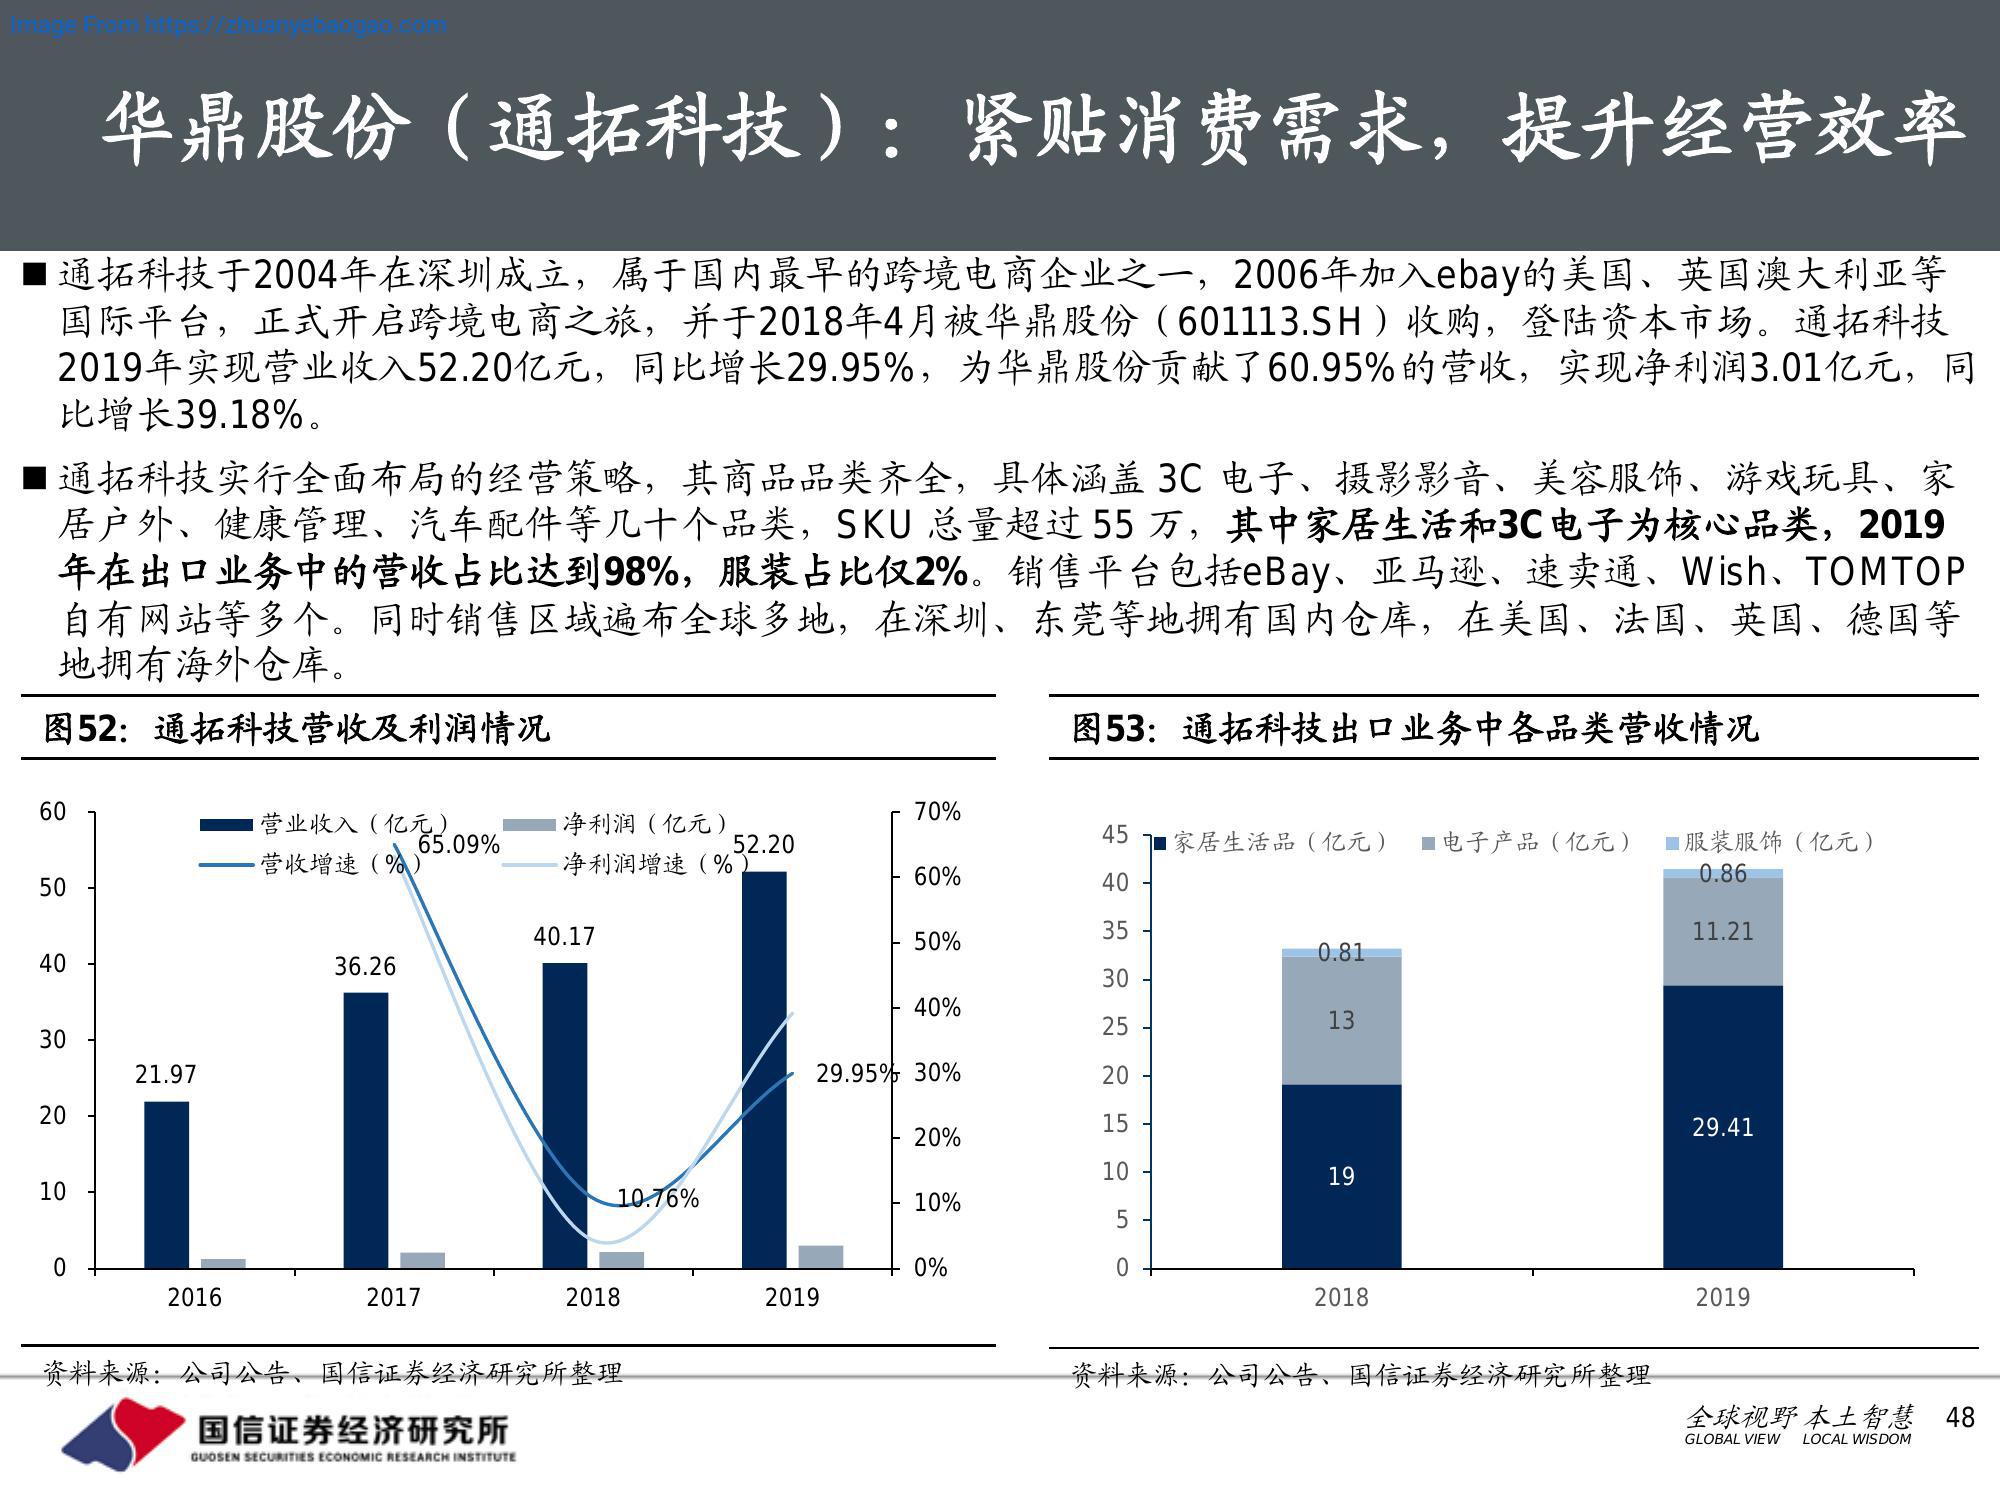 Image From https://zhuanyebaogao.com
华鼎股份（通拓科技）：紧贴消费需求，提升经营效率
■ 通拓科技于2004年在深圳成立，属于国内最早的跨境电商企业之一，2006年加入ebay的美国、英国澳大利亚等
国际平台，正式开启跨境电商之旅，并于2018年4月被华鼎股份（601113.SH）收购，登陆资本市场。通拓科技
2019年实现营业收入52.20亿元，同比增长29.95%，为华鼎股份贡献了60.95%的营收，实现净利润3.01亿元，同
比增长39.18%。
■ 通拓科技实行全面布局的经营策略，其商品品类齐全，具体涵盖 3C 电子、摄影影音、美容服饰、游戏玩具、家
居户外、健康管理、汽车配件等几十个品类，SKU 总量超过 55 万，其中家居生活和3C电子为核心品类，2019
年在出口业务中的营收占比达到98%，服装占比仅2%。销售平台包括eBay、亚马逊、速卖通、Wish、TOMTOP
自有网站等多个。同时销售区域遍布全球多地，在深圳、东莞等地拥有国内仓库，在美国、法国、英国、德国等
地拥有海外仓库。
图52：通拓科技营收及利润情况
营业收入（亿元） 净利润（亿元）
营收增速（%） 净利润增速（%）
60
50
40
30
20
10
0
70%
60%
50%
40%
30%
20%
10%
0%
21.97
36.26
40.17
52.20
65.09%
10.76%
29.95%
2016 2017 2018 2019
资料来源：公司公告、国信证券经济研究所整理
图53：通拓科技出口业务中各品类营收情况
家居生活品（亿元） 电子产品（亿元） 服装服饰（亿元）
45
40
35
30
25
20
15
10
5
0
0.81
13
19
0.86
11.21
29.41
2018 2019
资料来源：公司公告、国信证券经济研究所整理
国信证券经济研究所
GUOSEN SECURITIES ECONOMIC RESEARCH INSTITUTE
全球视野 本土智慧
GLOBAL VIEW LOCAL WISDOM
48